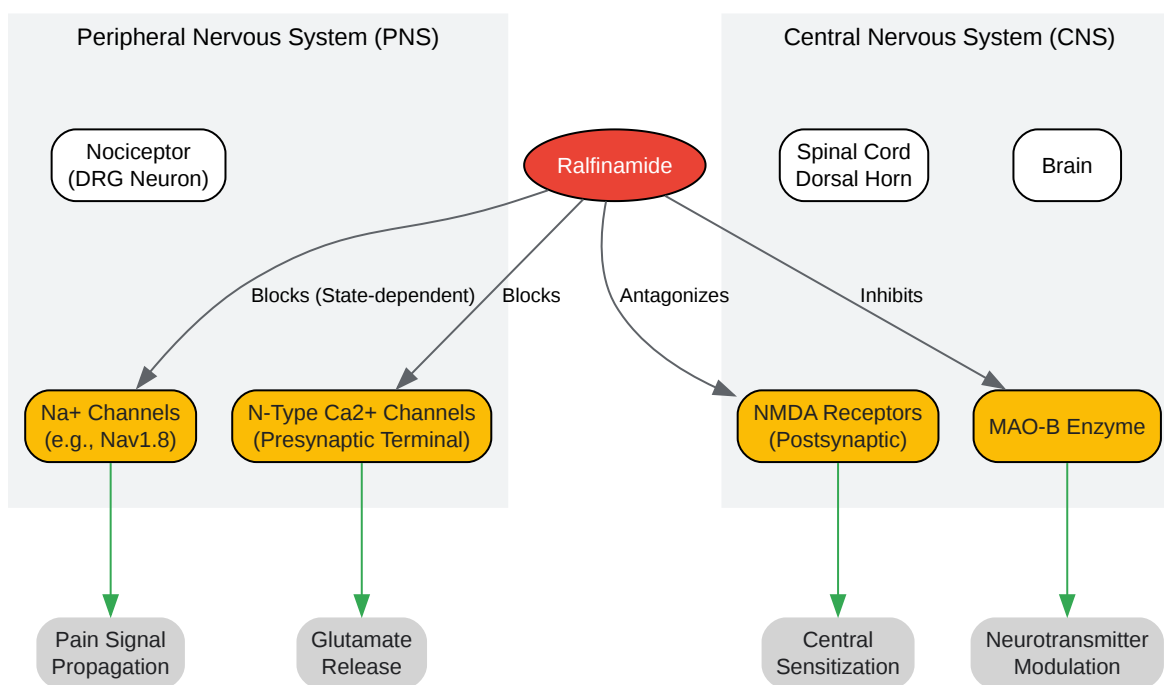 Peripheral Nervous System (PNS)
Central Nervous System (CNS)
Nociceptor
(DRG Neuron)
Ralfinamide
Spinal Cord
Dorsal Horn
Brain
Blocks (State-dependent)
Blocks
Antagonizes
Inhibits
Na+ Channels
(e.g., Nav1.8)
N-Type Ca2+ Channels
(Presynaptic Terminal)
NMDA Receptors
(Postsynaptic)
MAO-B Enzyme
Pain Signal
Propagation
Glutamate
Release
Central
Sensitization
Neurotransmitter
Modulation